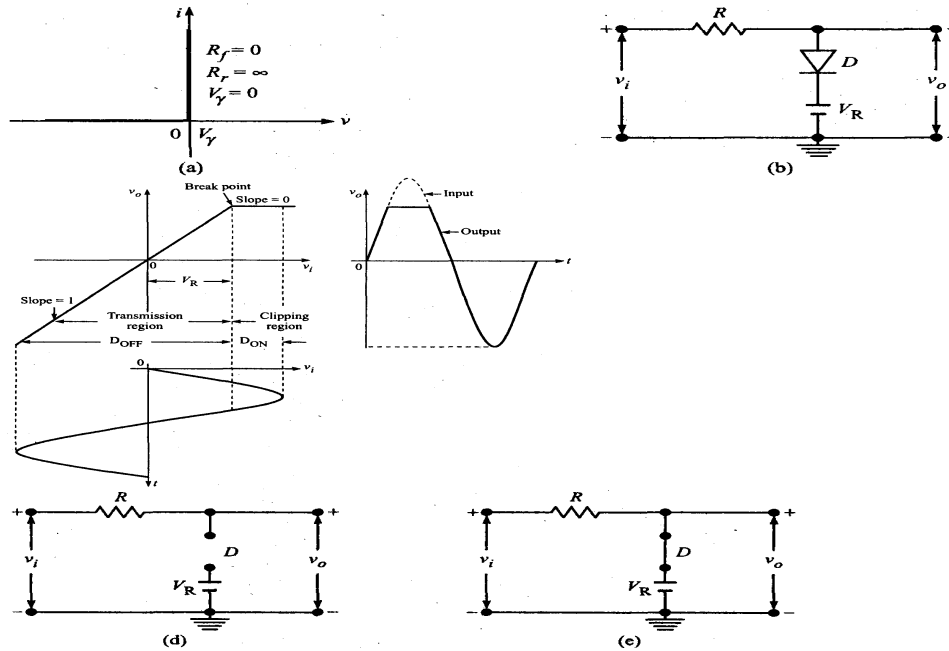 i
R_f = 0
R_r = ∞
V_γ = 0
0 V_γ v
(a)
+ R +
v_i D v_o
V_R
- -
(b)
v_o
Break point
Slope = 0
0
v_i
V_R
Slope = 1
Transmission region
Clipping region
D_OFF D_ON
0
v_i
t
v_o
Input
Output
0 t
+ R +
v_i D v_o
V_R
- -
(d)
+ R +
v_i D v_o
V_R
- -
(e)